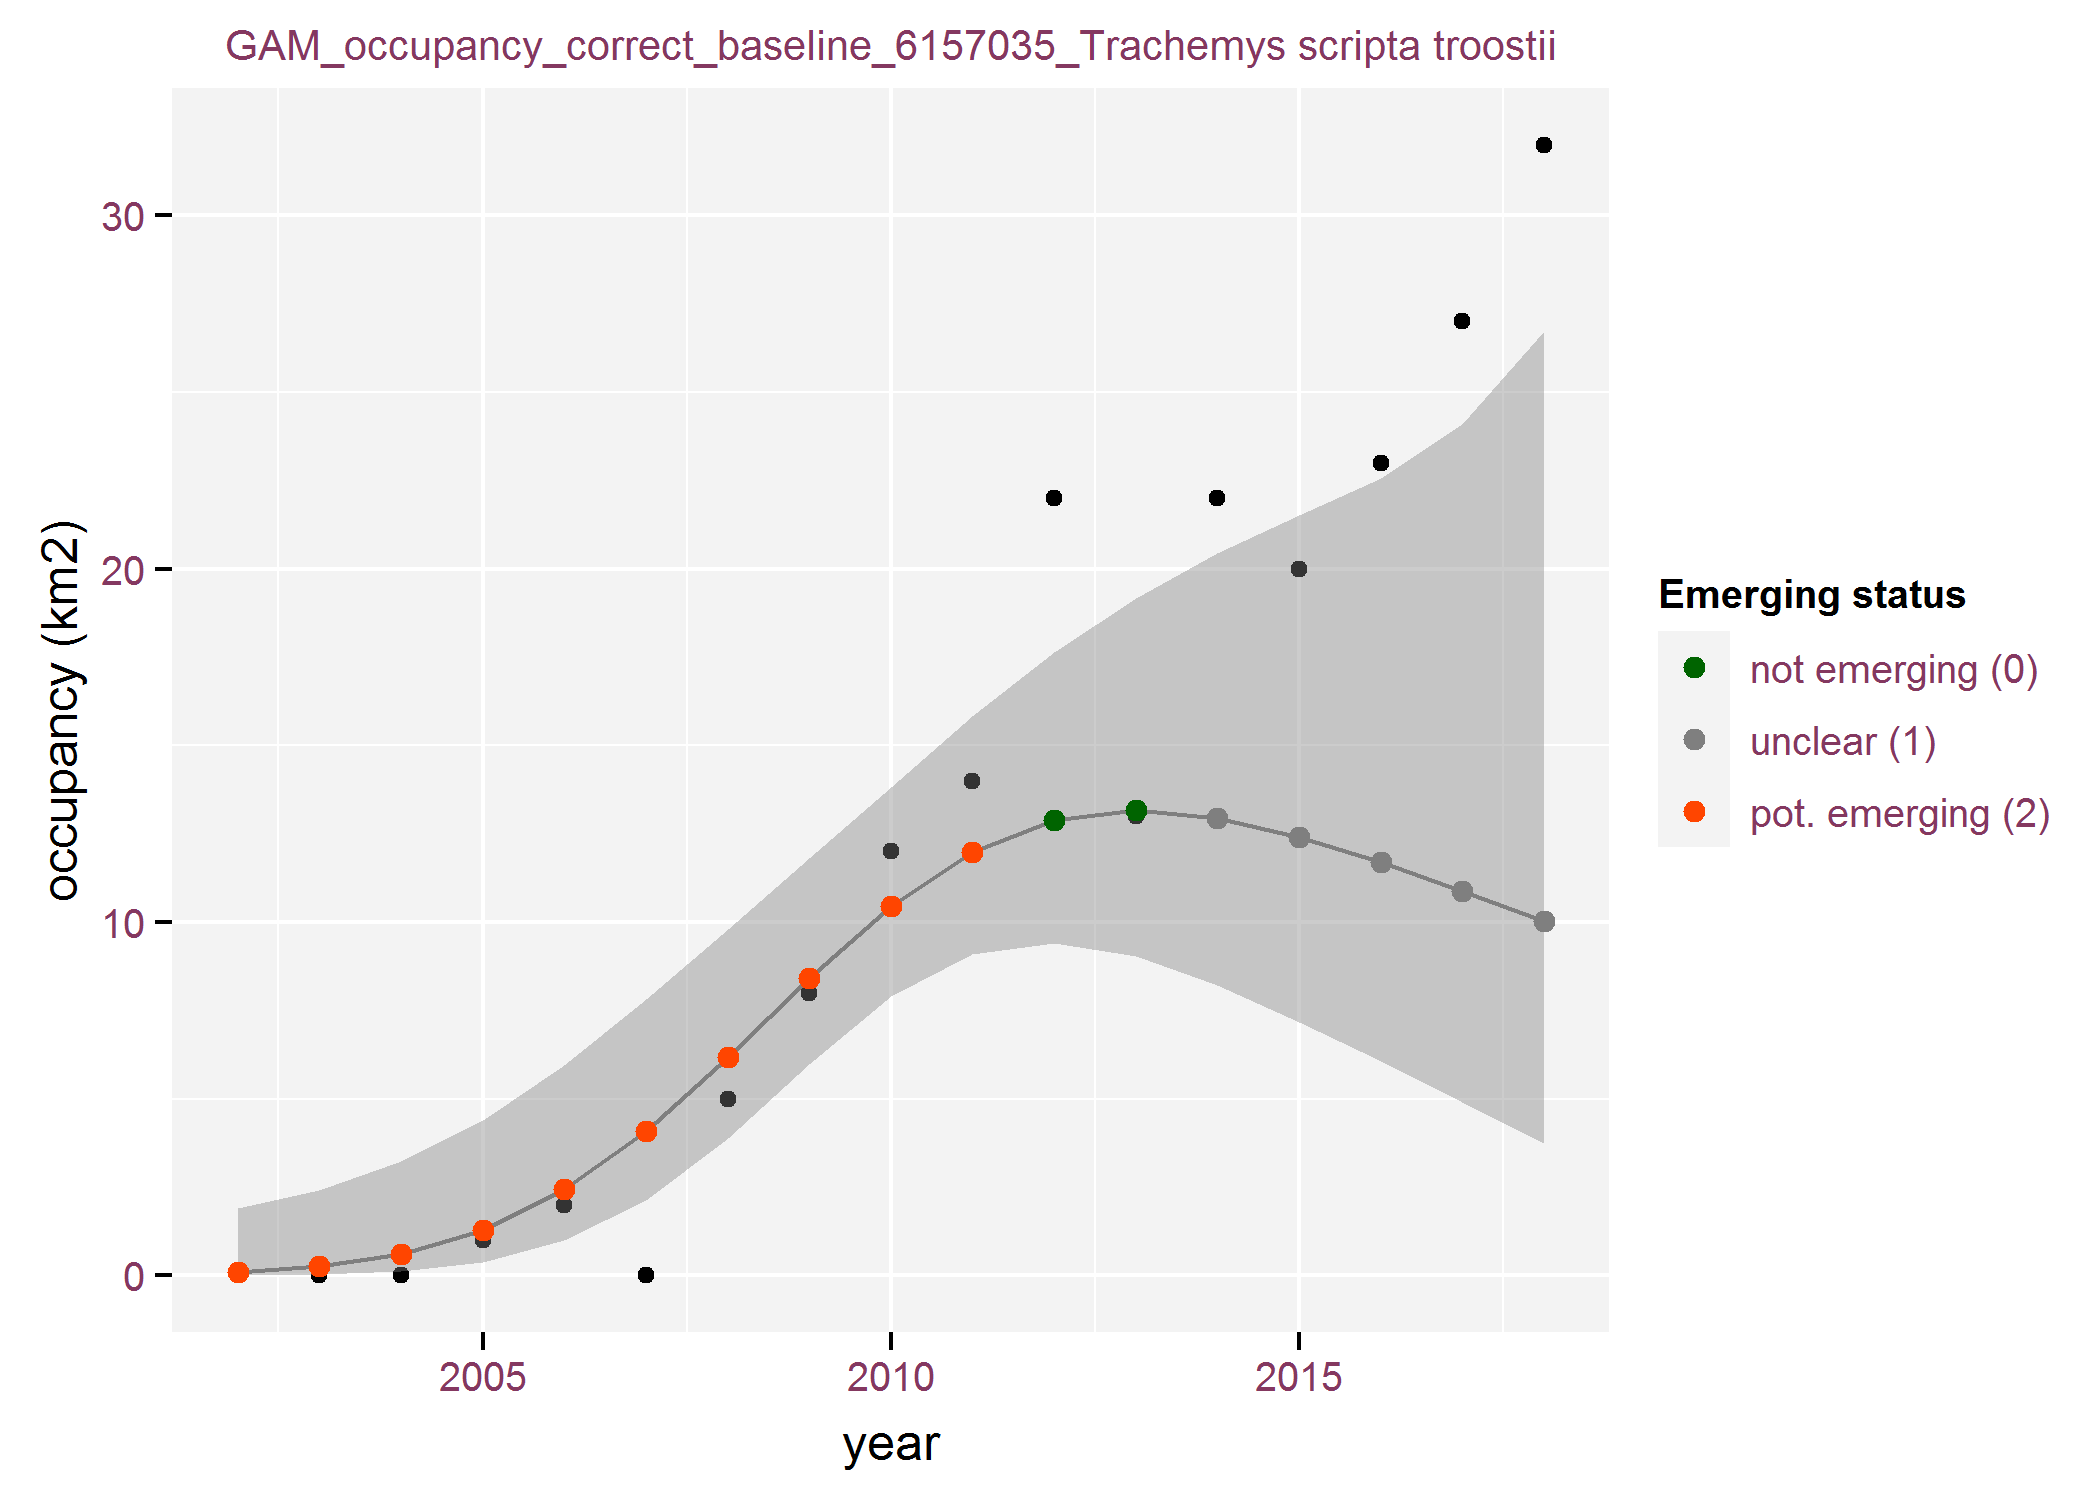 GAM_occupancy_correct_baseline_6157035_Trachemys scripta troostii
occupancy (km2)
30
20
10
0
2005 2010 2015
year
Emerging status
not emerging (0)
unclear (1)
pot. emerging (2)